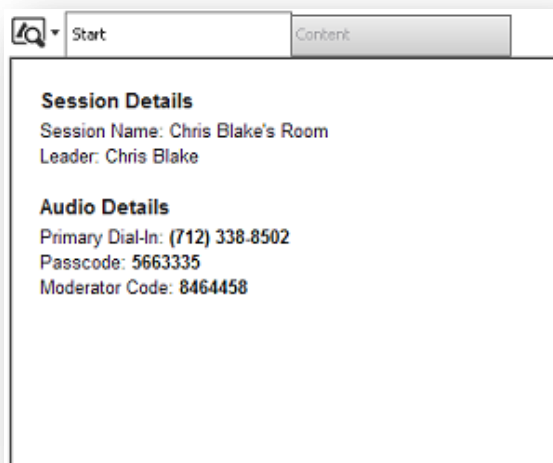 Start
Content
Session Details
Session Name: Chris Blake's Room
Leader: Chris Blake
Audio Details
Primary Dial-In: (712) 338-8502
Passcode: 5663335
Moderator Code: 8464458